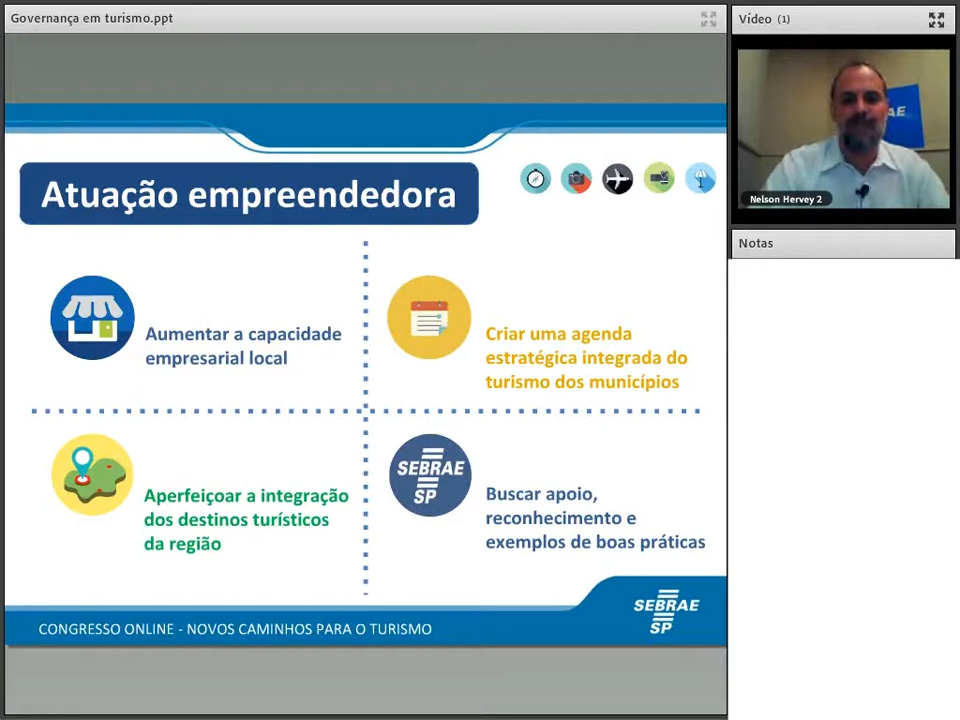 Governança em turismo.ppt
Vídeo (1)
AE
Nelson Hervey 2
Notas
Atuação empreendedora
Aumentar a capacidade
empresarial local
Criar uma agenda
estratégica integrada do
turismo dos municípios
Aperfeiçoar a integração
dos destinos turísticos
da região
SEBRAE
SP
Buscar apoio,
reconhecimento e
exemplos de boas práticas
CONGRESSO ONLINE - NOVOS CAMINHOS PARA O TURISMO
SEBRAE
SP